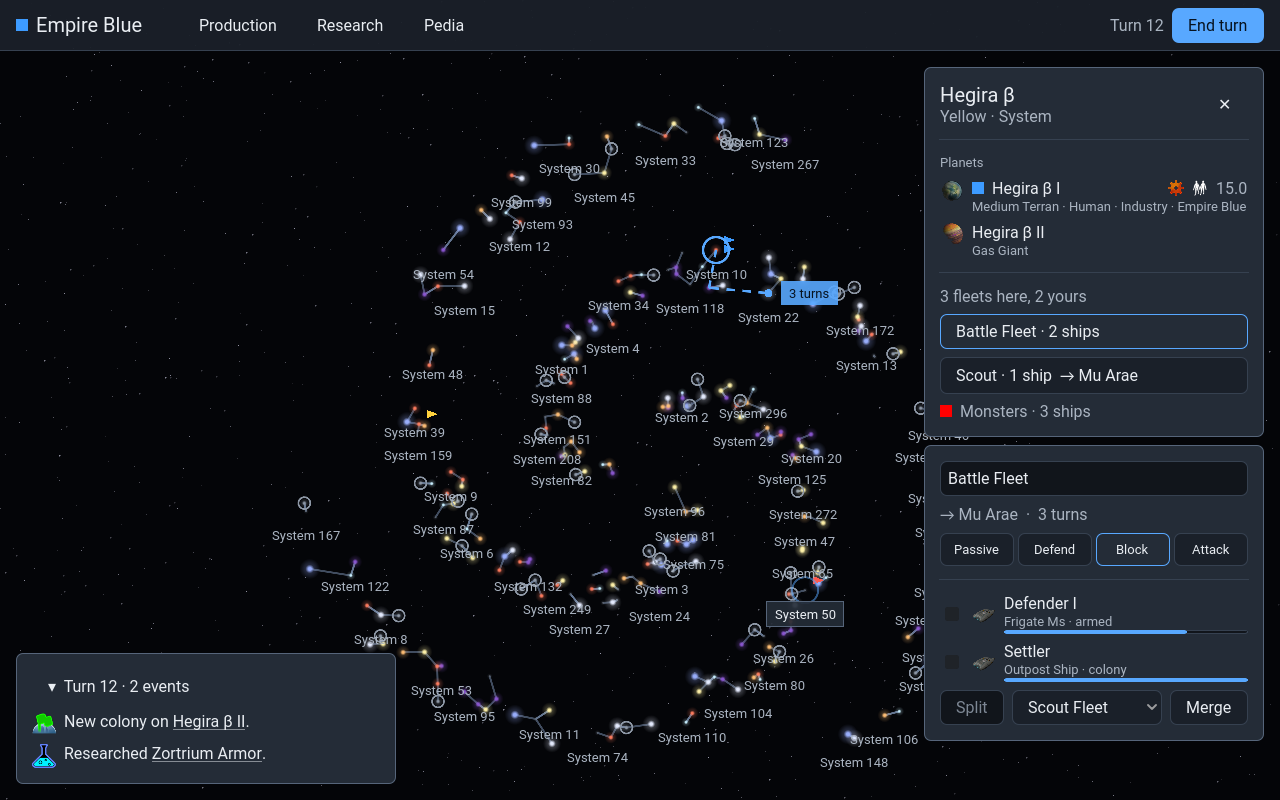 Empire Blue
Production
Research
Pedia
Turn 12
End turn
System 123
System 33
System 267
System 30
System 45
System 99
System 93
System 12
System 54
System 10
System 15
3 turns
System 34
System 118
System 22
System 172
System 4
System 13
System 1
System 48
System 88
System 2
System 296
System 39
System 151
System 29
System 159
System 208
System 20
System 82
System 125
System 9
System 96
System 272
System 87
System 167
System 81
System 47
System 6
System 75
System 65
System 122
System 132
System 3
System 249
System 24
System 50
System 27
System 8
System 26
System 80
System 53
System 95
System 104
System 11
System 110
System 106
System 74
System 148
Hegira β
Yellow · System
×
Planets
Hegira β I
15.0
Medium Terran · Human · Industry · Empire Blue
Hegira β II
Gas Giant
3 fleets here, 2 yours
Battle Fleet · 2 ships
Scout · 1 ship → Mu Arae
Monsters · 3 ships
Battle Fleet
→ Mu Arae · 3 turns
Passive
Defend
Block
Attack
Defender I
Frigate Ms · armed
Settler
Outpost Ship · colony
Split
Scout Fleet
Merge
▾ Turn 12 · 2 events
New colony on Hegira β II.
Researched Zortrium Armor.